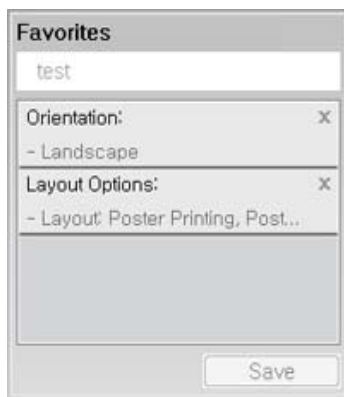 Favorites
test
Orientation: x
- Landscape
Layout Options: x
- Layout: Poster Printing, Post...
Save